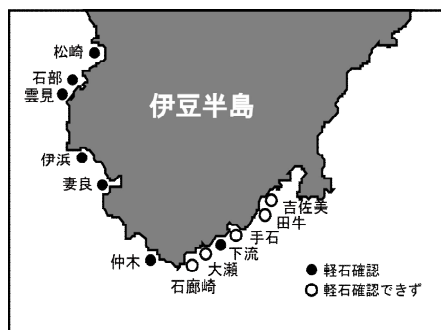 松崎
石部
雲見
伊豆半島
伊浜
妻良
吉佐美
田牛
手石
下流
仲木
大瀬
石廊崎
●軽石確認
○軽石確認できず